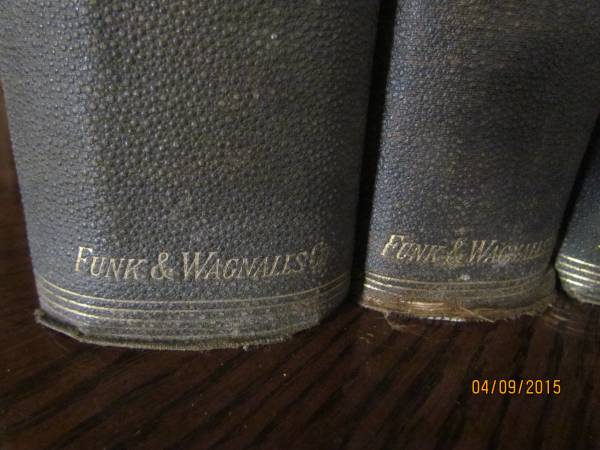 FUNK & WAGNALLS CO
FUNK & WAGNALLS
04/09/2015